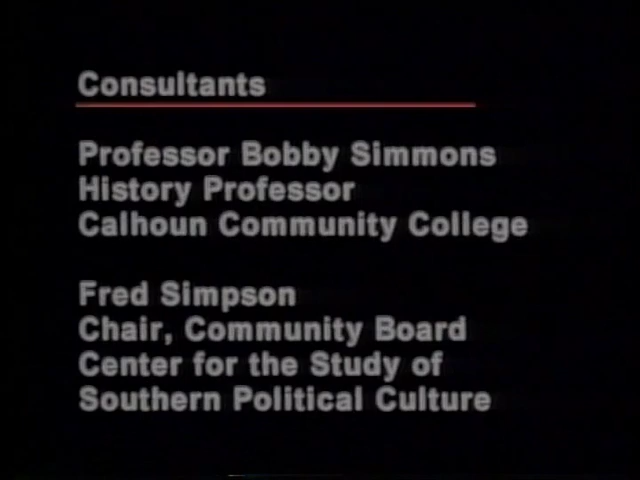 Consultants
Professor Bobby Simmons
History Professor
Calhoun Community College
Fred Simpson
Chair, Community Board
Center for the Study of
Southern Political Culture